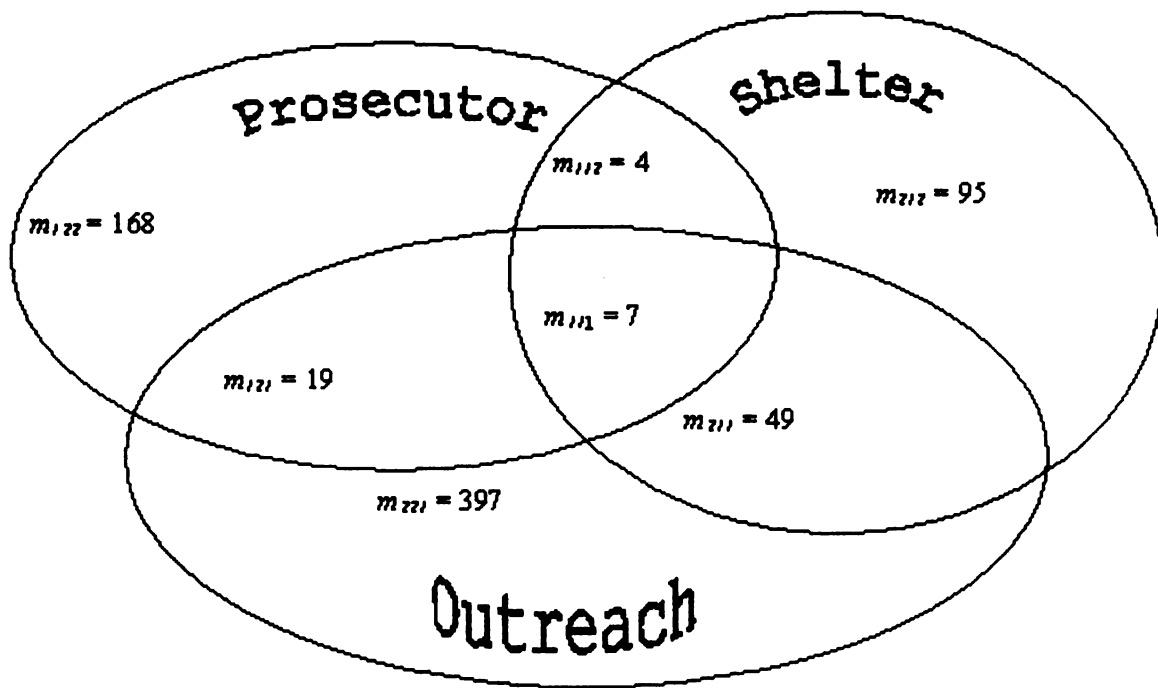 Prosecutor
Shelter
m₁₁₂ = 4
m₂₁₂ = 95
m₁₂₂ = 168
m₁₁₁ = 7
m₁₂₁ = 19
m₂₁₁ = 49
m₂₂₁ = 397
Outreach